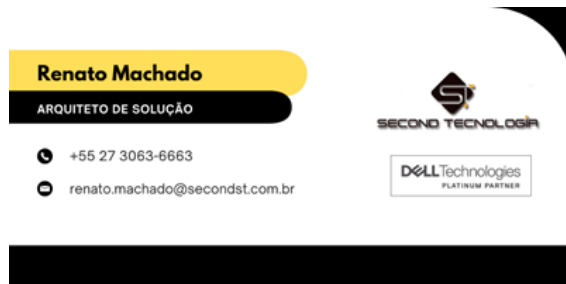 Renato Machado
ARQUITETO DE SOLUÇÃO
+55 27 3063-6663
renato.machado@secondst.com.br
ST
SECOND TECNOLOGIA
DELLTechnologies
PLATINUM PARTNER